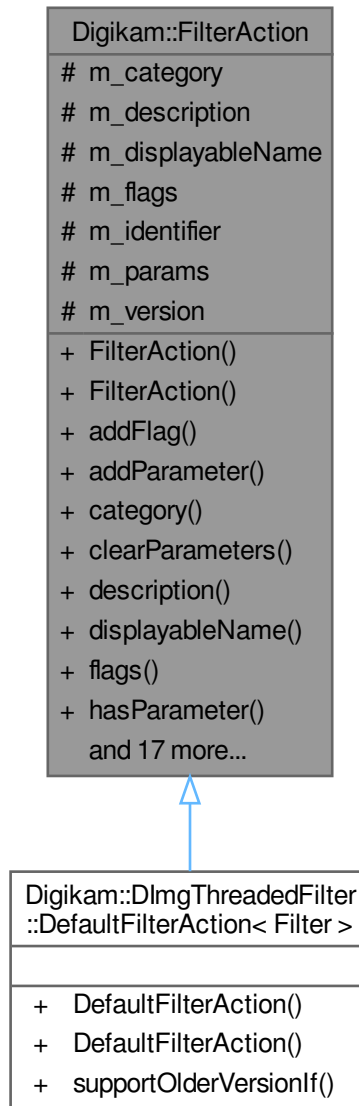 Digikam::FilterAction
# m_category
# m_description
# m_displayableName
# m_flags
# m_identifier
# m_params
# m_version
+ FilterAction()
+ FilterAction()
+ addFlag()
+ addParameter()
+ category()
+ clearParameters()
+ description()
+ displayableName()
+ flags()
+ hasParameter()
and 17 more...
Digikam::DImgThreadedFilter
::DefaultFilterAction< Filter >
+ DefaultFilterAction()
+ DefaultFilterAction()
+ supportOlderVersionIf()